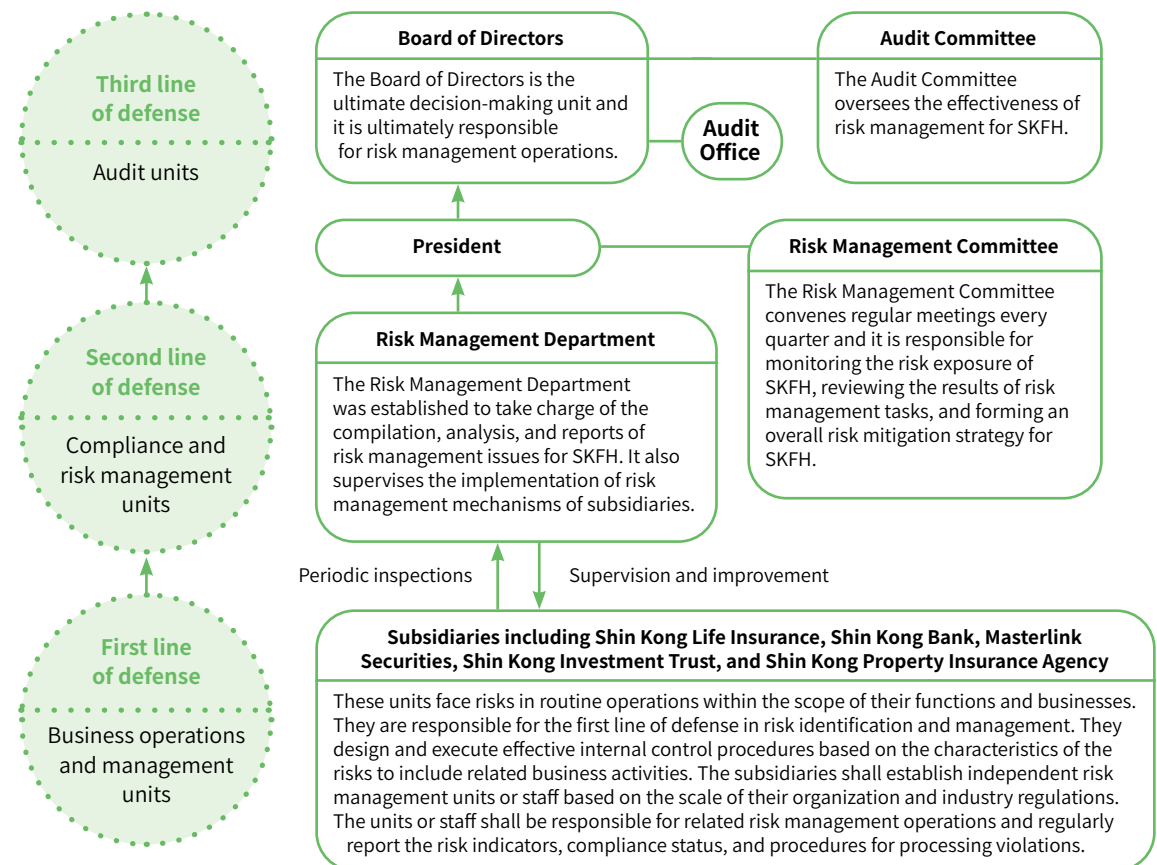 Third line
of defense
Audit units
Board of Directors
The Board of Directors is the
ultimate decision-making unit and
it is ultimately responsible
for risk management operations.
Audit
Office
Audit Committee
The Audit Committee
oversees the effectiveness of
risk management for SKFH.
President
Risk Management Committee
The Risk Management Committee
convenes regular meetings every
quarter and it is responsible for
monitoring the risk exposure of
SKFH, reviewing the results of risk
management tasks, and forming an
overall risk mitigation strategy for
SKFH.
Second line
of defense
Compliance and
risk management
units
Risk Management Department
The Risk Management Department
was established to take charge of the
compilation, analysis, and reports of
risk management issues for SKFH. It also
supervises the implementation of risk
management mechanisms of subsidiaries.
Periodic inspections
Supervision and improvement
First line
of defense
Business operations
and management
units
Subsidiaries including Shin Kong Life Insurance, Shin Kong Bank, Masterlink
Securities, Shin Kong Investment Trust, and Shin Kong Property Insurance Agency
These units face risks in routine operations within the scope of their functions and businesses.
They are responsible for the first line of defense in risk identification and management. They
design and execute effective internal control procedures based on the characteristics of the
risks to include related business activities. The subsidiaries shall establish independent risk
management units or staff based on the scale of their organization and industry regulations.
The units or staff shall be responsible for related risk management operations and regularly
report the risk indicators, compliance status, and procedures for processing violations.